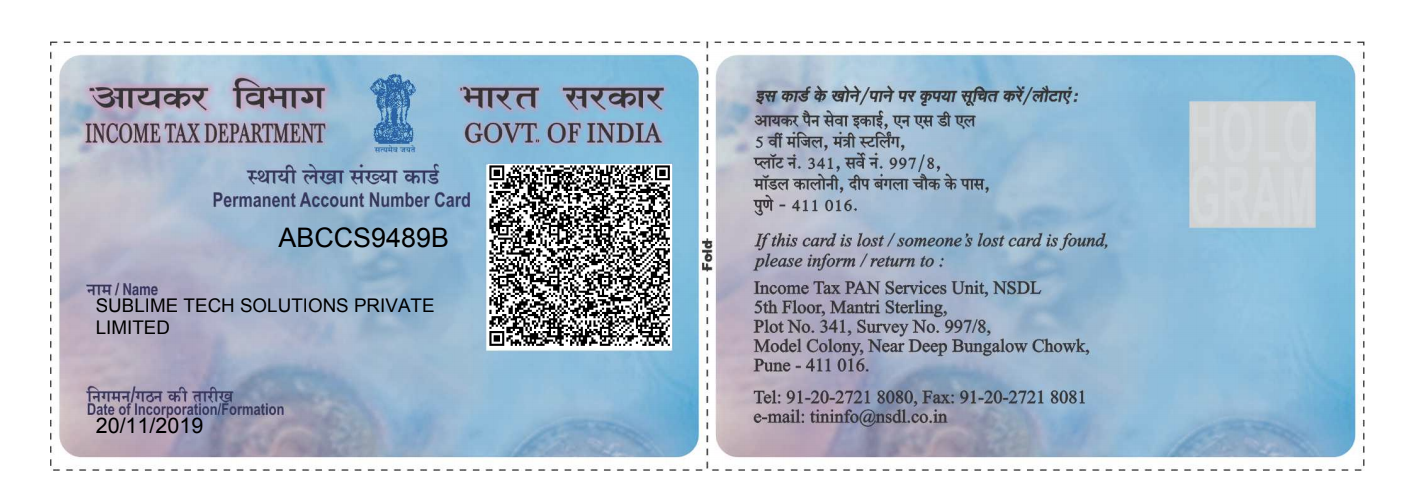 आयकर विभाग
INCOME TAX DEPARTMENT
सत्यमेव जयते
भारत सरकार
GOVT. OF INDIA
स्थायी लेखा संख्या कार्ड
Permanent Account Number Card
ABCCS9489B
नाम / Name
SUBLIME TECH SOLUTIONS PRIVATE
LIMITED
निगमन/गठन की तारीख
Date of Incorporation/Formation
20/11/2019
Fold
इस कार्ड के खोने/पाने पर कृपया सूचित करें/लौटाएं :
आयकर पैन सेवा इकाई, एन एस डी एल
5 वीं मंजिल, मंत्री स्टर्लिंग,
प्लॉट नं. 341, सर्वे नं. 997/8,
मॉडल कालोनी, दीप बंगला चौक के पास,
पुणे - 411 016.
If this card is lost / someone's lost card is found,
please inform / return to :
Income Tax PAN Services Unit, NSDL
5th Floor, Mantri Sterling,
Plot No. 341, Survey No. 997/8,
Model Colony, Near Deep Bungalow Chowk,
Pune - 411 016.
Tel: 91-20-2721 8080, Fax: 91-20-2721 8081
e-mail: tininfo@nsdl.co.in
HOLO
GRAM